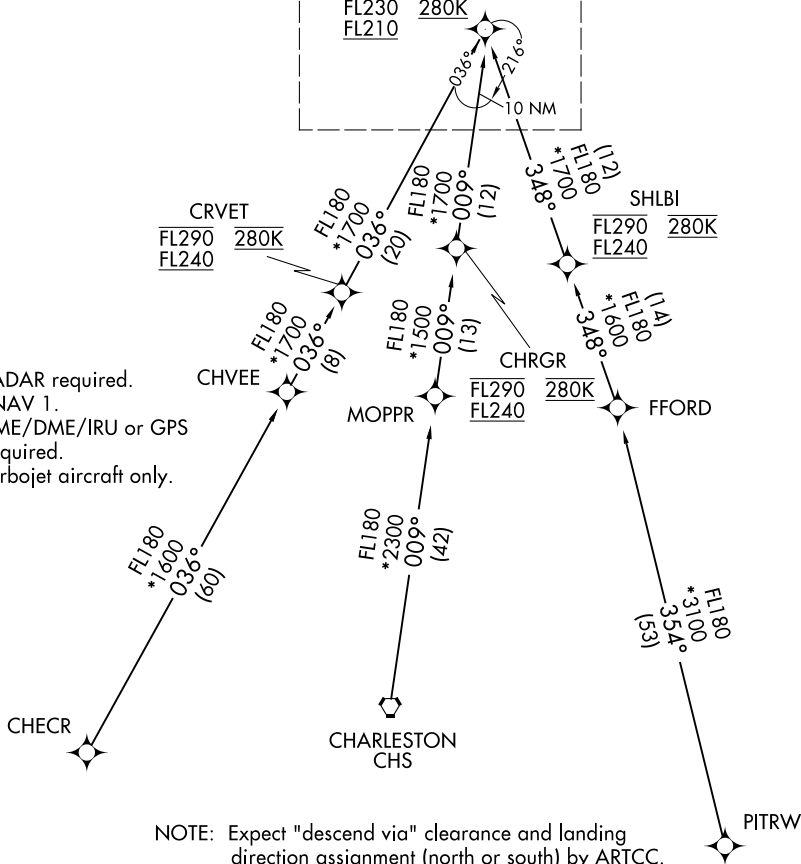 FL230 280K
FL210
036°
216°
10 NM
CRVET
FL290 280K
FL240
FL180
*1700
036°
(20)
FL180
*1700
009°
(12)
(12)
FL180
*1700
348°
SHLBI
FL290 280K
FL240
FL180
*1700
036°
(8)
FL180
*1500
009°
(13)
(14)
FL180
*1600
348°
CHVEE
CHRGR
FL290 280K
FL240
MOPPR
FFORD
ADAR required.
NAV 1.
ME/DME/IRU or GPS
quired.
rbojet aircraft only.
FL180
*1600
036°
(60)
FL180
*2300
009°
(42)
FL180
*3100
354°
(53)
CHECR
CHARLESTON
CHS
PITRW
NOTE: Expect "descend via" clearance and landing
direction assignment (north or south) by ARTCC.